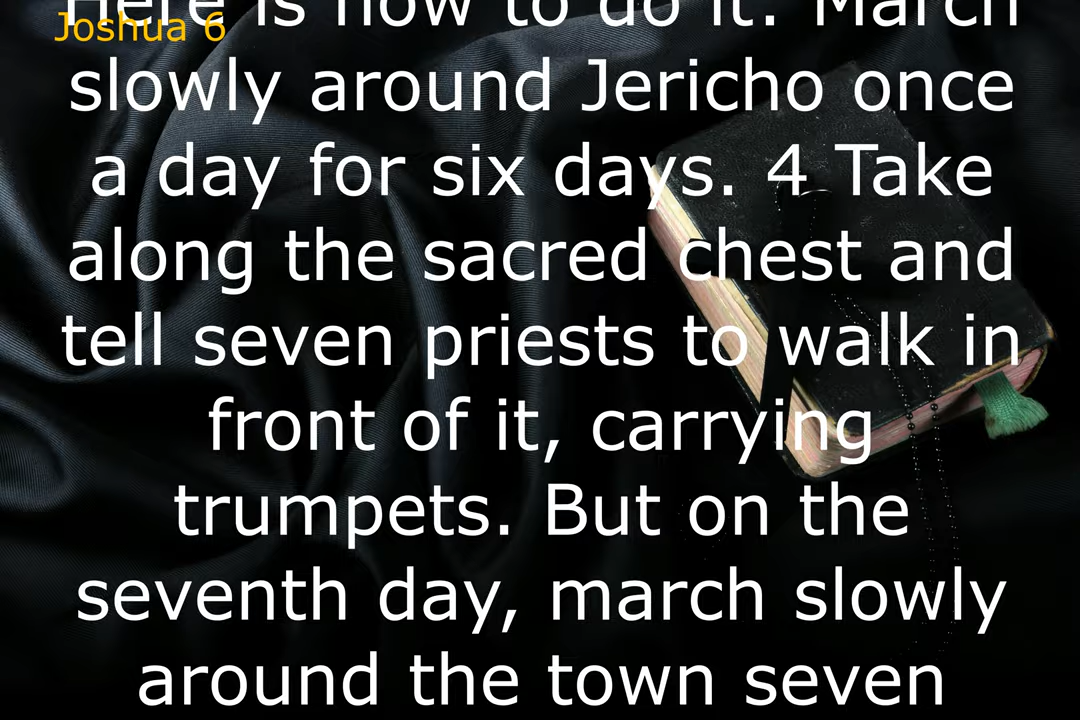 Joshua 6
Here is how to do it: March
slowly around Jericho once
a day for six days. 4 Take
along the sacred chest and
tell seven priests to walk in
front of it, carrying
trumpets. But on the
seventh day, march slowly
around the town seven